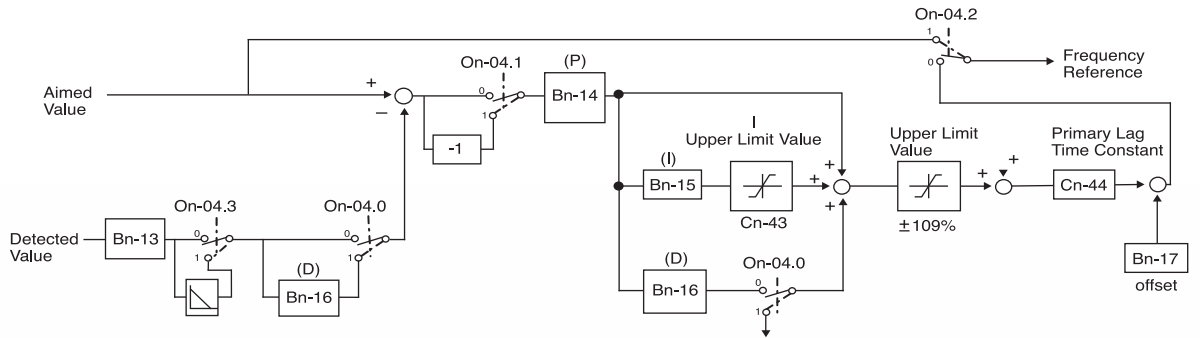 On-04.2
1
0
Frequency
Reference
Aimed
Value
+
−
On-04.1
0
1
-1
(P)
Bn-14
I
Upper Limit Value
(I)
Bn-15
Cn-43
+
+
+
Upper Limit
Value
±109%
+
+
Primary Lag
Time Constant
Cn-44
Bn-17
offset
Detected
Value
Bn-13
On-04.3
0
1
On-04.0
0
1
(D)
Bn-16
(D)
Bn-16
On-04.0
0
1